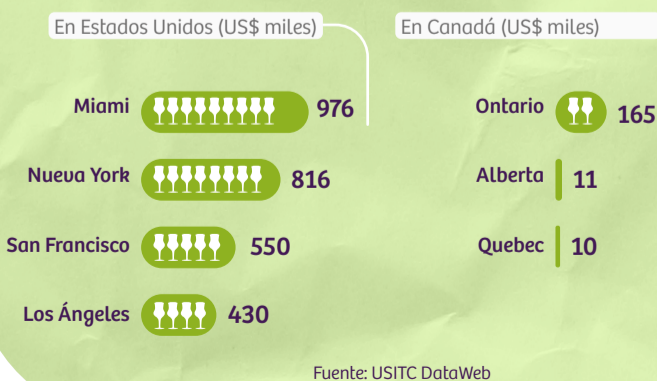 En Estados Unidos (US$ miles)
Miami 976
Nueva York 816
San Francisco 550
Los Ángeles 430
En Canadá (US$ miles)
Ontario 165
Alberta 11
Quebec 10
Fuente: USITC DataWeb